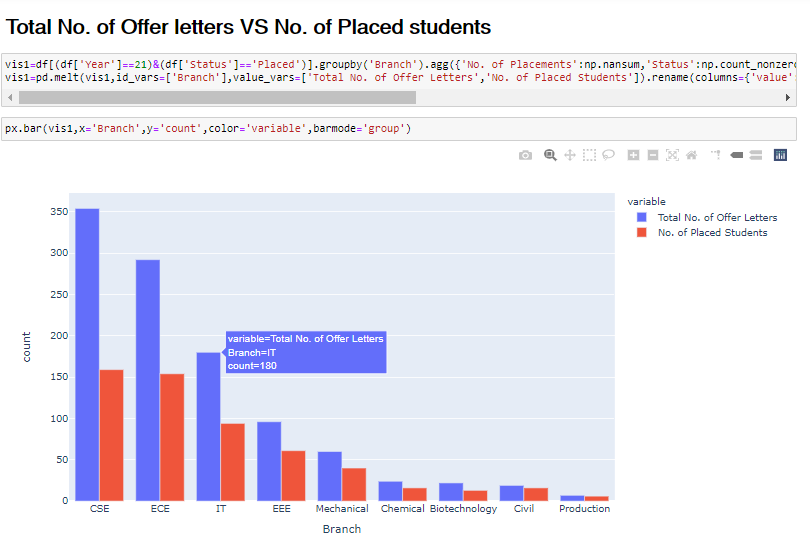 Total No. of Offer letters VS No. of Placed students
vis1=df[(df['Year']==21)&(df['Status']=='Placed')].groupby('Branch').agg({'No. of Placements':np.nansum,'Status':np.count_nonzero
vis1=pd.melt(vis1,id_vars=['Branch'],value_vars=['Total No. of Offer Letters','No. of Placed Students']).rename(columns={'value':
px.bar(vis1,x='Branch',y='count',color='variable',barmode='group')
variable
Total No. of Offer Letters
No. of Placed Students
350
300
250
200
150
100
50
0
count
variable=Total No. of Offer Letters
Branch=IT
count=180
CSE ECE IT EEE Mechanical Chemical Biotechnology Civil Production
Branch